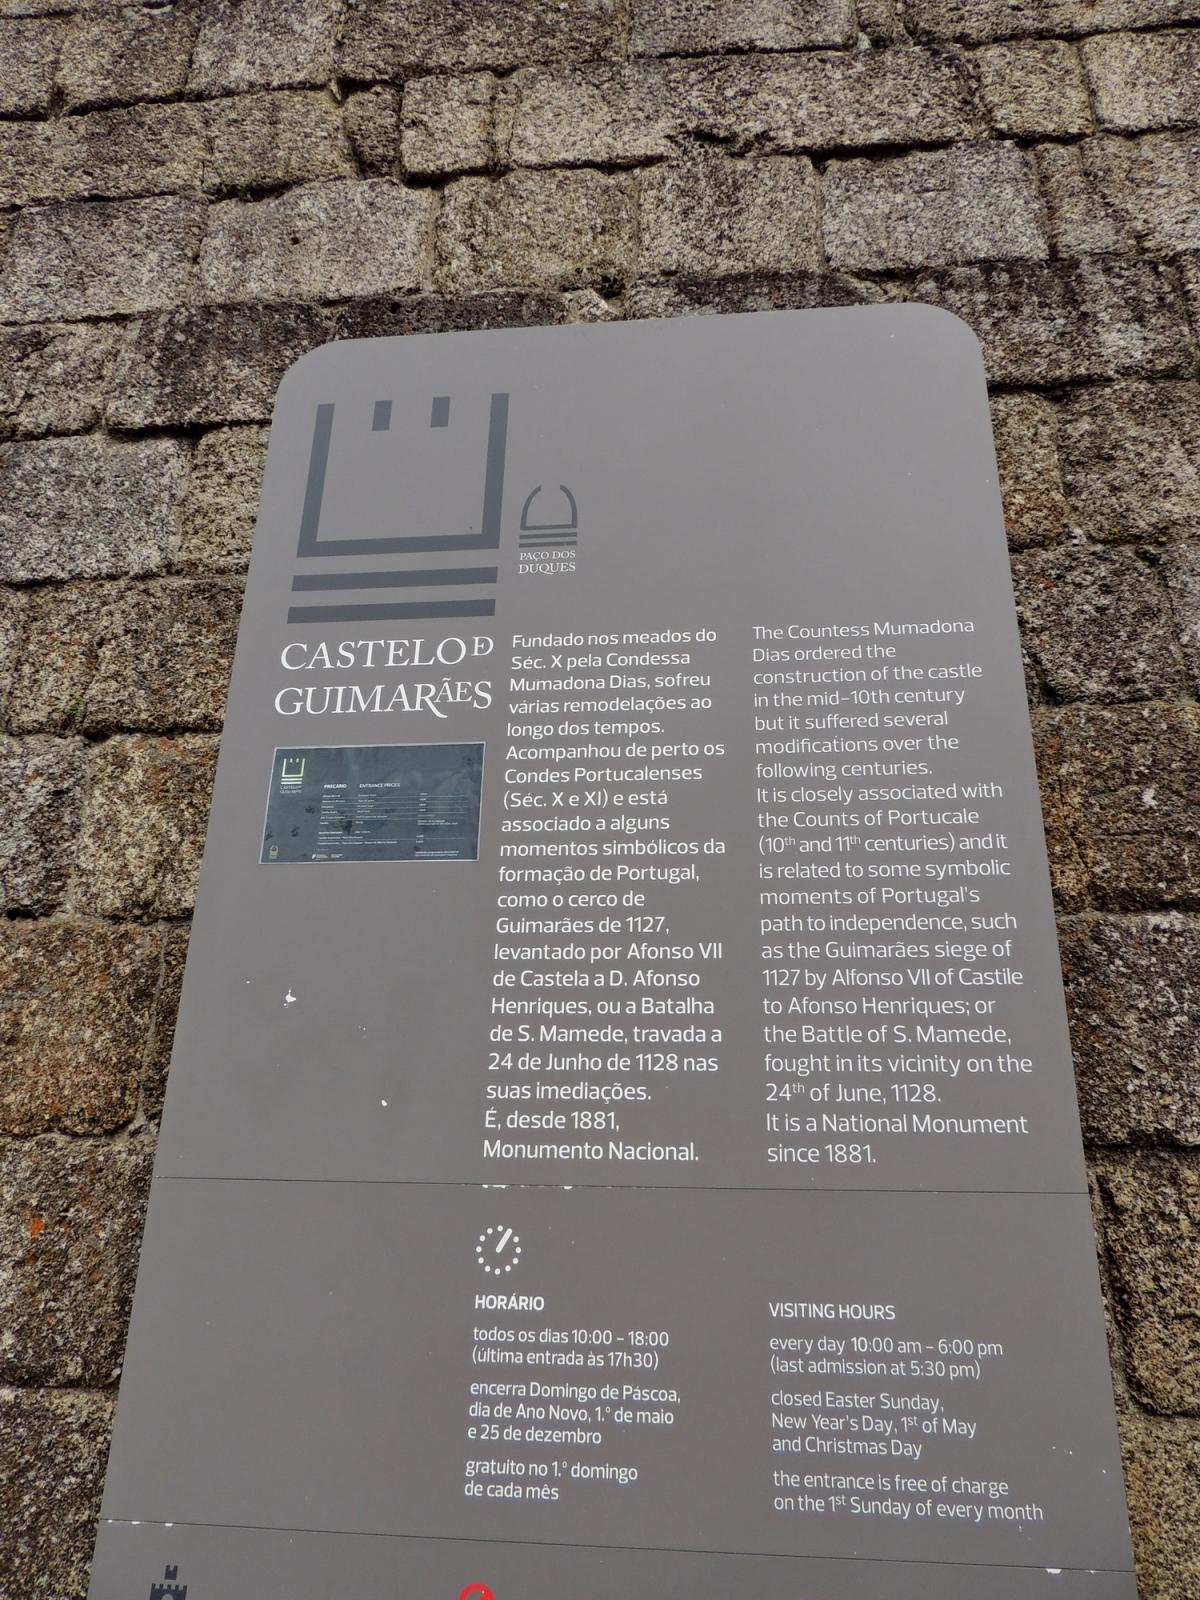 PAÇO DOS
DUQUES
CASTELO DE
GUIMARÃES
PREÇÁRIO ENTRANCE PRICES
Fundado nos meados do
Séc. X pela Condessa
Mumadona Dias, sofreu
várias remodelações ao
longo dos tempos.
Acompanhou de perto os
Condes Portucalenses
(Séc. X e XI) e está
associado a alguns
momentos simbólicos da
formação de Portugal,
como o cerco de
Guimarães de 1127,
levantado por Afonso VII
de Castela a D. Afonso
Henriques, ou a Batalha
de S. Mamede, travada a
24 de Junho de 1128 nas
suas imediações.
É, desde 1881,
Monumento Nacional.
The Countess Mumadona
Dias ordered the
construction of the castle
in the mid-10th century
but it suffered several
modifications over the
following centuries.
It is closely associated with
the Counts of Portucale
(10th and 11th centuries) and it
is related to some symbolic
moments of Portugal's
path to independence, such
as the Guimarães siege of
1127 by Alfonso VII of Castile
to Afonso Henriques; or
the Battle of S. Mamede,
fought in its vicinity on the
24th of June, 1128.
It is a National Monument
since 1881.
HORÁRIO
todos os dias 10:00 - 18:00
(última entrada às 17h30)
encerra Domingo de Páscoa,
dia de Ano Novo, 1.º de maio
e 25 de dezembro
gratuito no 1.º domingo
de cada mês
VISITING HOURS
every day 10:00 am - 6:00 pm
(last admission at 5:30 pm)
closed Easter Sunday,
New Year's Day, 1st of May
and Christmas Day
the entrance is free of charge
on the 1st Sunday of every month